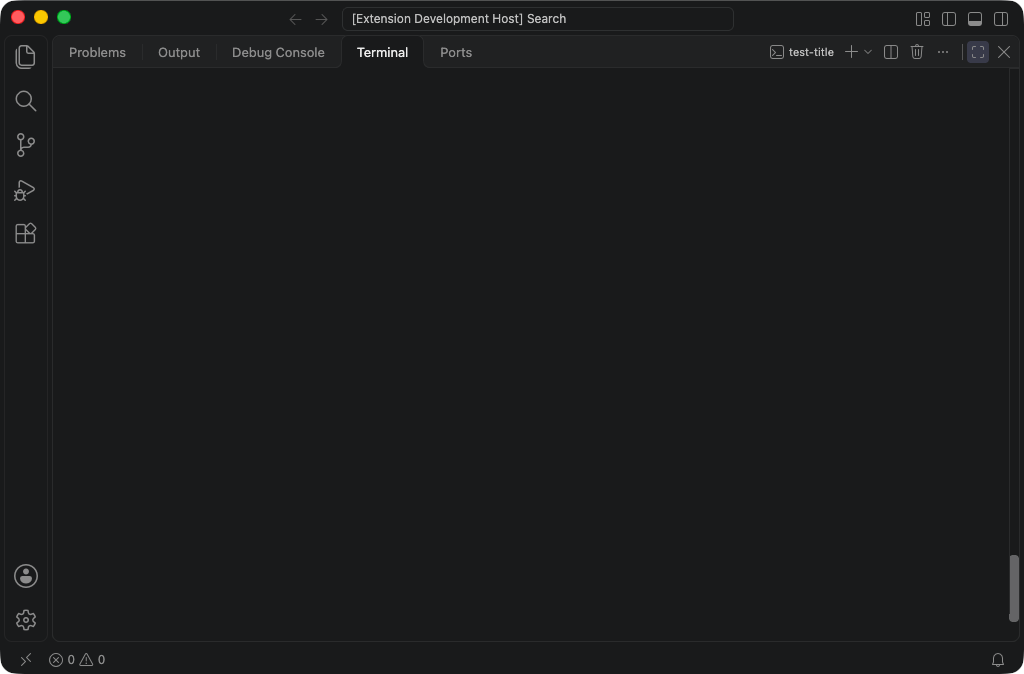 [Extension Development Host] Search
Problems Output Debug Console Terminal Ports test-title
0 0